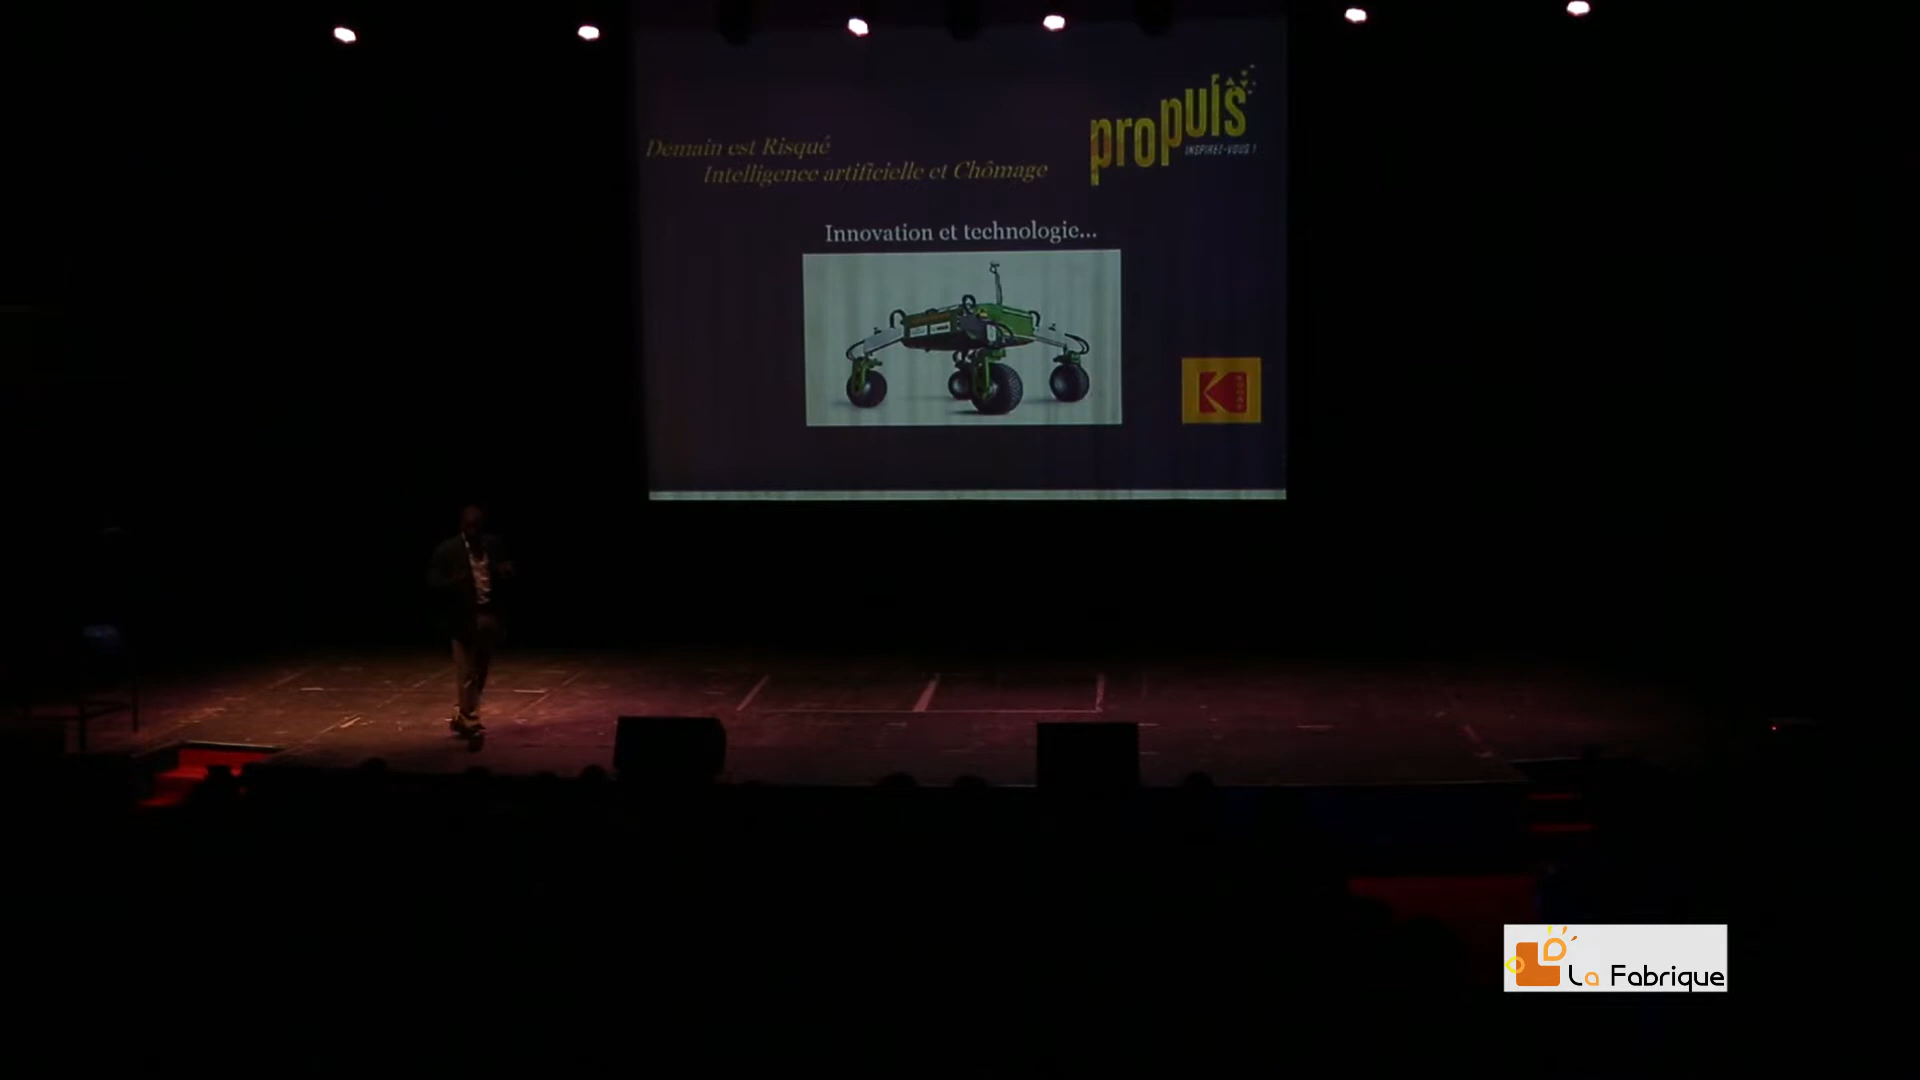 propuls
INSPIREZ-VOUS !
Demain est Risqué
Intelligence artificielle et Chômage
Innovation et technologie...
La Fabrique